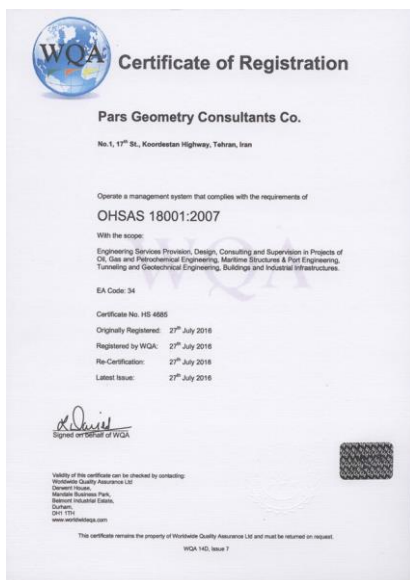 WQA
Certificate of Registration
Pars Geometry Consultants Co.
No.1, 17th St., Koordestan Highway, Tehran, Iran
Operate a management system that complies with the requirements of
OHSAS 18001:2007
With the scope:
Engineering Services Provision, Design, Consulting and Supervision in Projects of
Oil, Gas and Petrochemical Engineering, Maritime Structures & Port Engineering,
Tunneling and Geotechnical Engineering, Buildings and Industrial Infrastructures.
WQA
EA Code: 34
Certificate No. HS 4685
Originally Registered: 27th July 2016
Registered by WQA: 27th July 2016
Re-Certification: 27th July 2018
Latest Issue: 27th July 2016
Signed on behalf of WQA
Validity of this certificate can be checked by contacting:
Worldwide Quality Assurance Ltd
Derwent House,
Mandale Business Park,
Belmont Industrial Estate,
Durham,
DH1 1TH
www.worldwideqa.com
This certificate remains the property of Worldwide Quality Assurance Ltd and must be returned on request.
WQA 14D, Issue 7